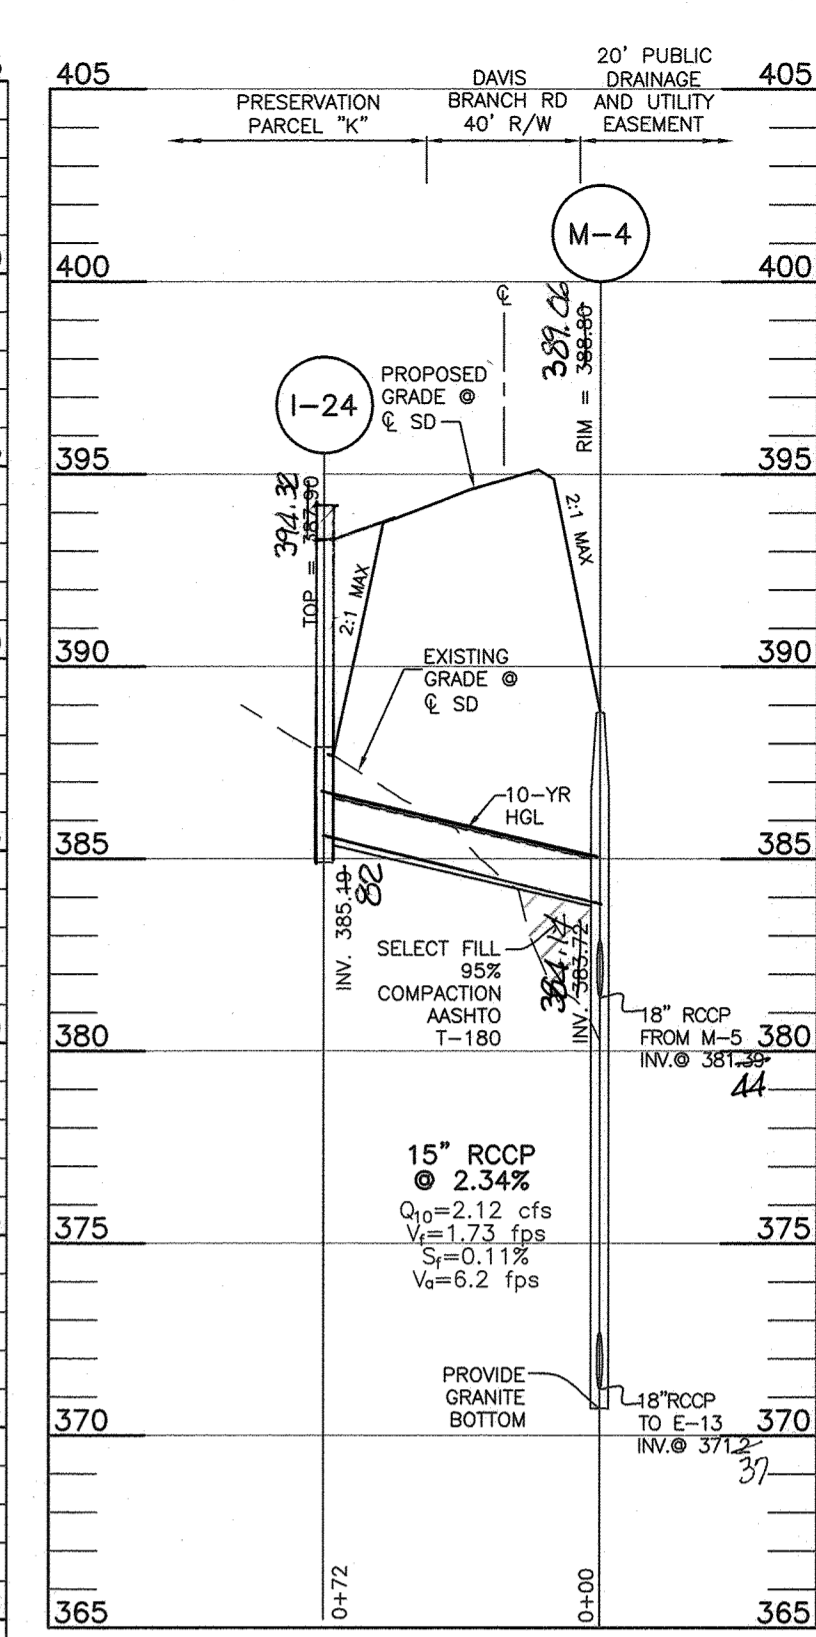 405
405
PRESERVATION
PARCEL "K"
DAVIS
BRANCH RD
40' R/W
20' PUBLIC
DRAINAGE
AND UTILITY
EASEMENT
M-4
400
400
389.06
RIM = 388.80
℄
I-24
PROPOSED
GRADE @
℄ SD
395
395
394.32
TOP = 387.90
2:1 MAX
2:1 MAX
390
390
EXISTING
GRADE @
℄ SD
10-YR
HGL
385
385
INV. 385.19
82
384.14
INV. 383.72
SELECT FILL
95%
COMPACTION
AASHTO
T-180
18" RCCP
FROM M-5
INV.@ 381.39
44
380
380
15" RCCP
@ 2.34%
Q10=2.12 cfs
Vf=1.73 fps
Sf=0.11%
Va=6.2 fps
375
375
PROVIDE
GRANITE
BOTTOM
18"RCCP
TO E-13
INV.@ 371.2
37
370
370
0+72
0+00
365
365